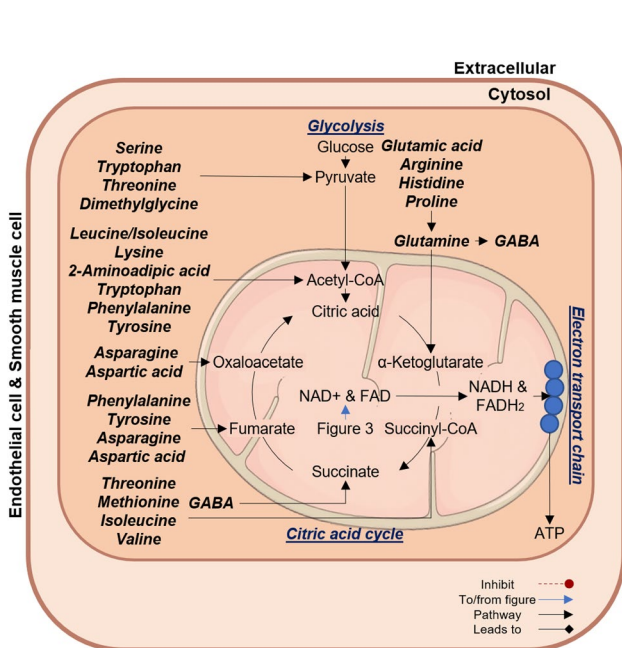 Extracellular
Cytosol
Endothelial cell & Smooth muscle cell
Glycolysis
Glucose
Pyruvate
Serine
Tryptophan
Threonine
Dimethylglycine
Glutamic acid
Arginine
Histidine
Proline
Glutamine
GABA
Leucine/Isoleucine
Lysine
2-Aminoadipic acid
Tryptophan
Phenylalanine
Tyrosine
Acetyl-CoA
Citric acid
Asparagine
Aspartic acid
Oxaloacetate
α-Ketoglutarate
NAD+ & FAD
NADH &
FADH₂
Electron transport chain
Phenylalanine
Tyrosine
Asparagine
Aspartic acid
Fumarate
Figure 3
Succinyl-CoA
Succinate
Threonine
Methionine
Isoleucine
Valine
GABA
Citric acid cycle
ATP
Inhibit
To/from figure
Pathway
Leads to